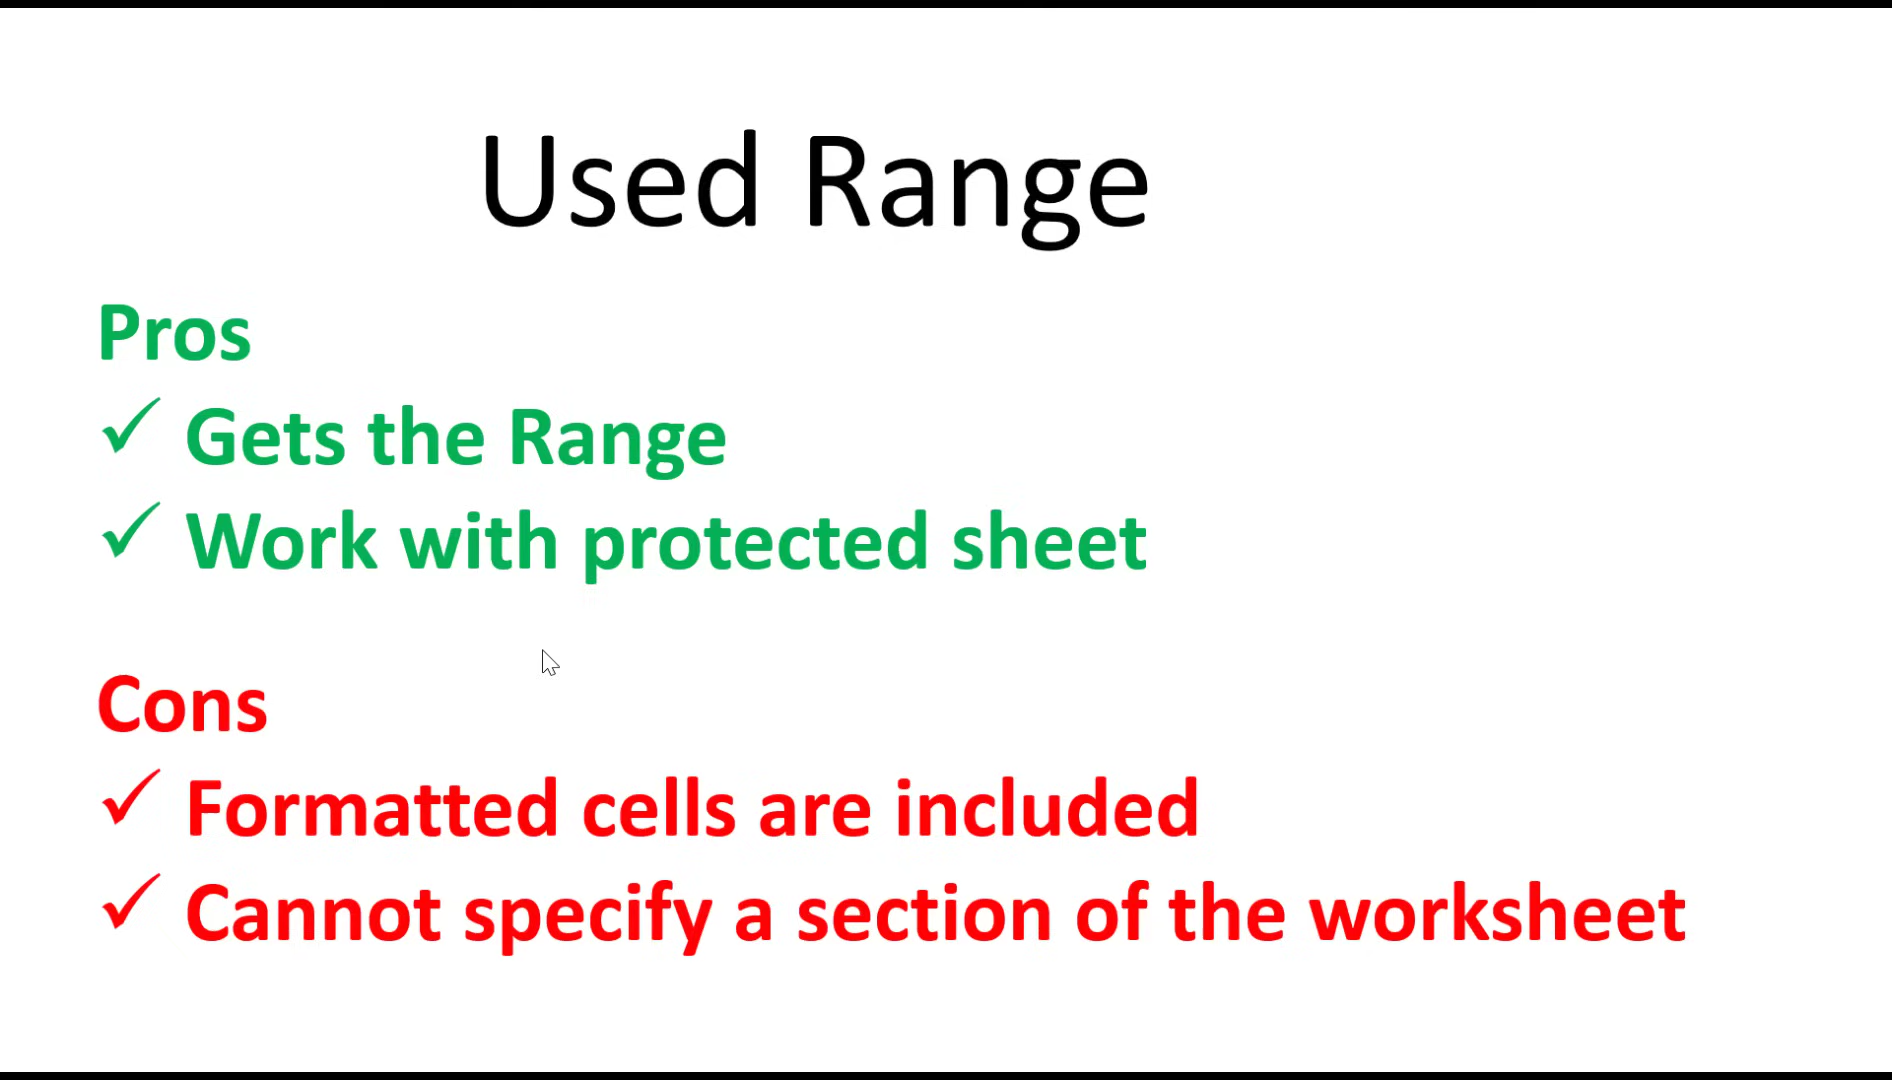 Used Range
Pros
✓ Gets the Range
✓ Work with protected sheet
Cons
✓ Formatted cells are included
✓ Cannot specify a section of the worksheet